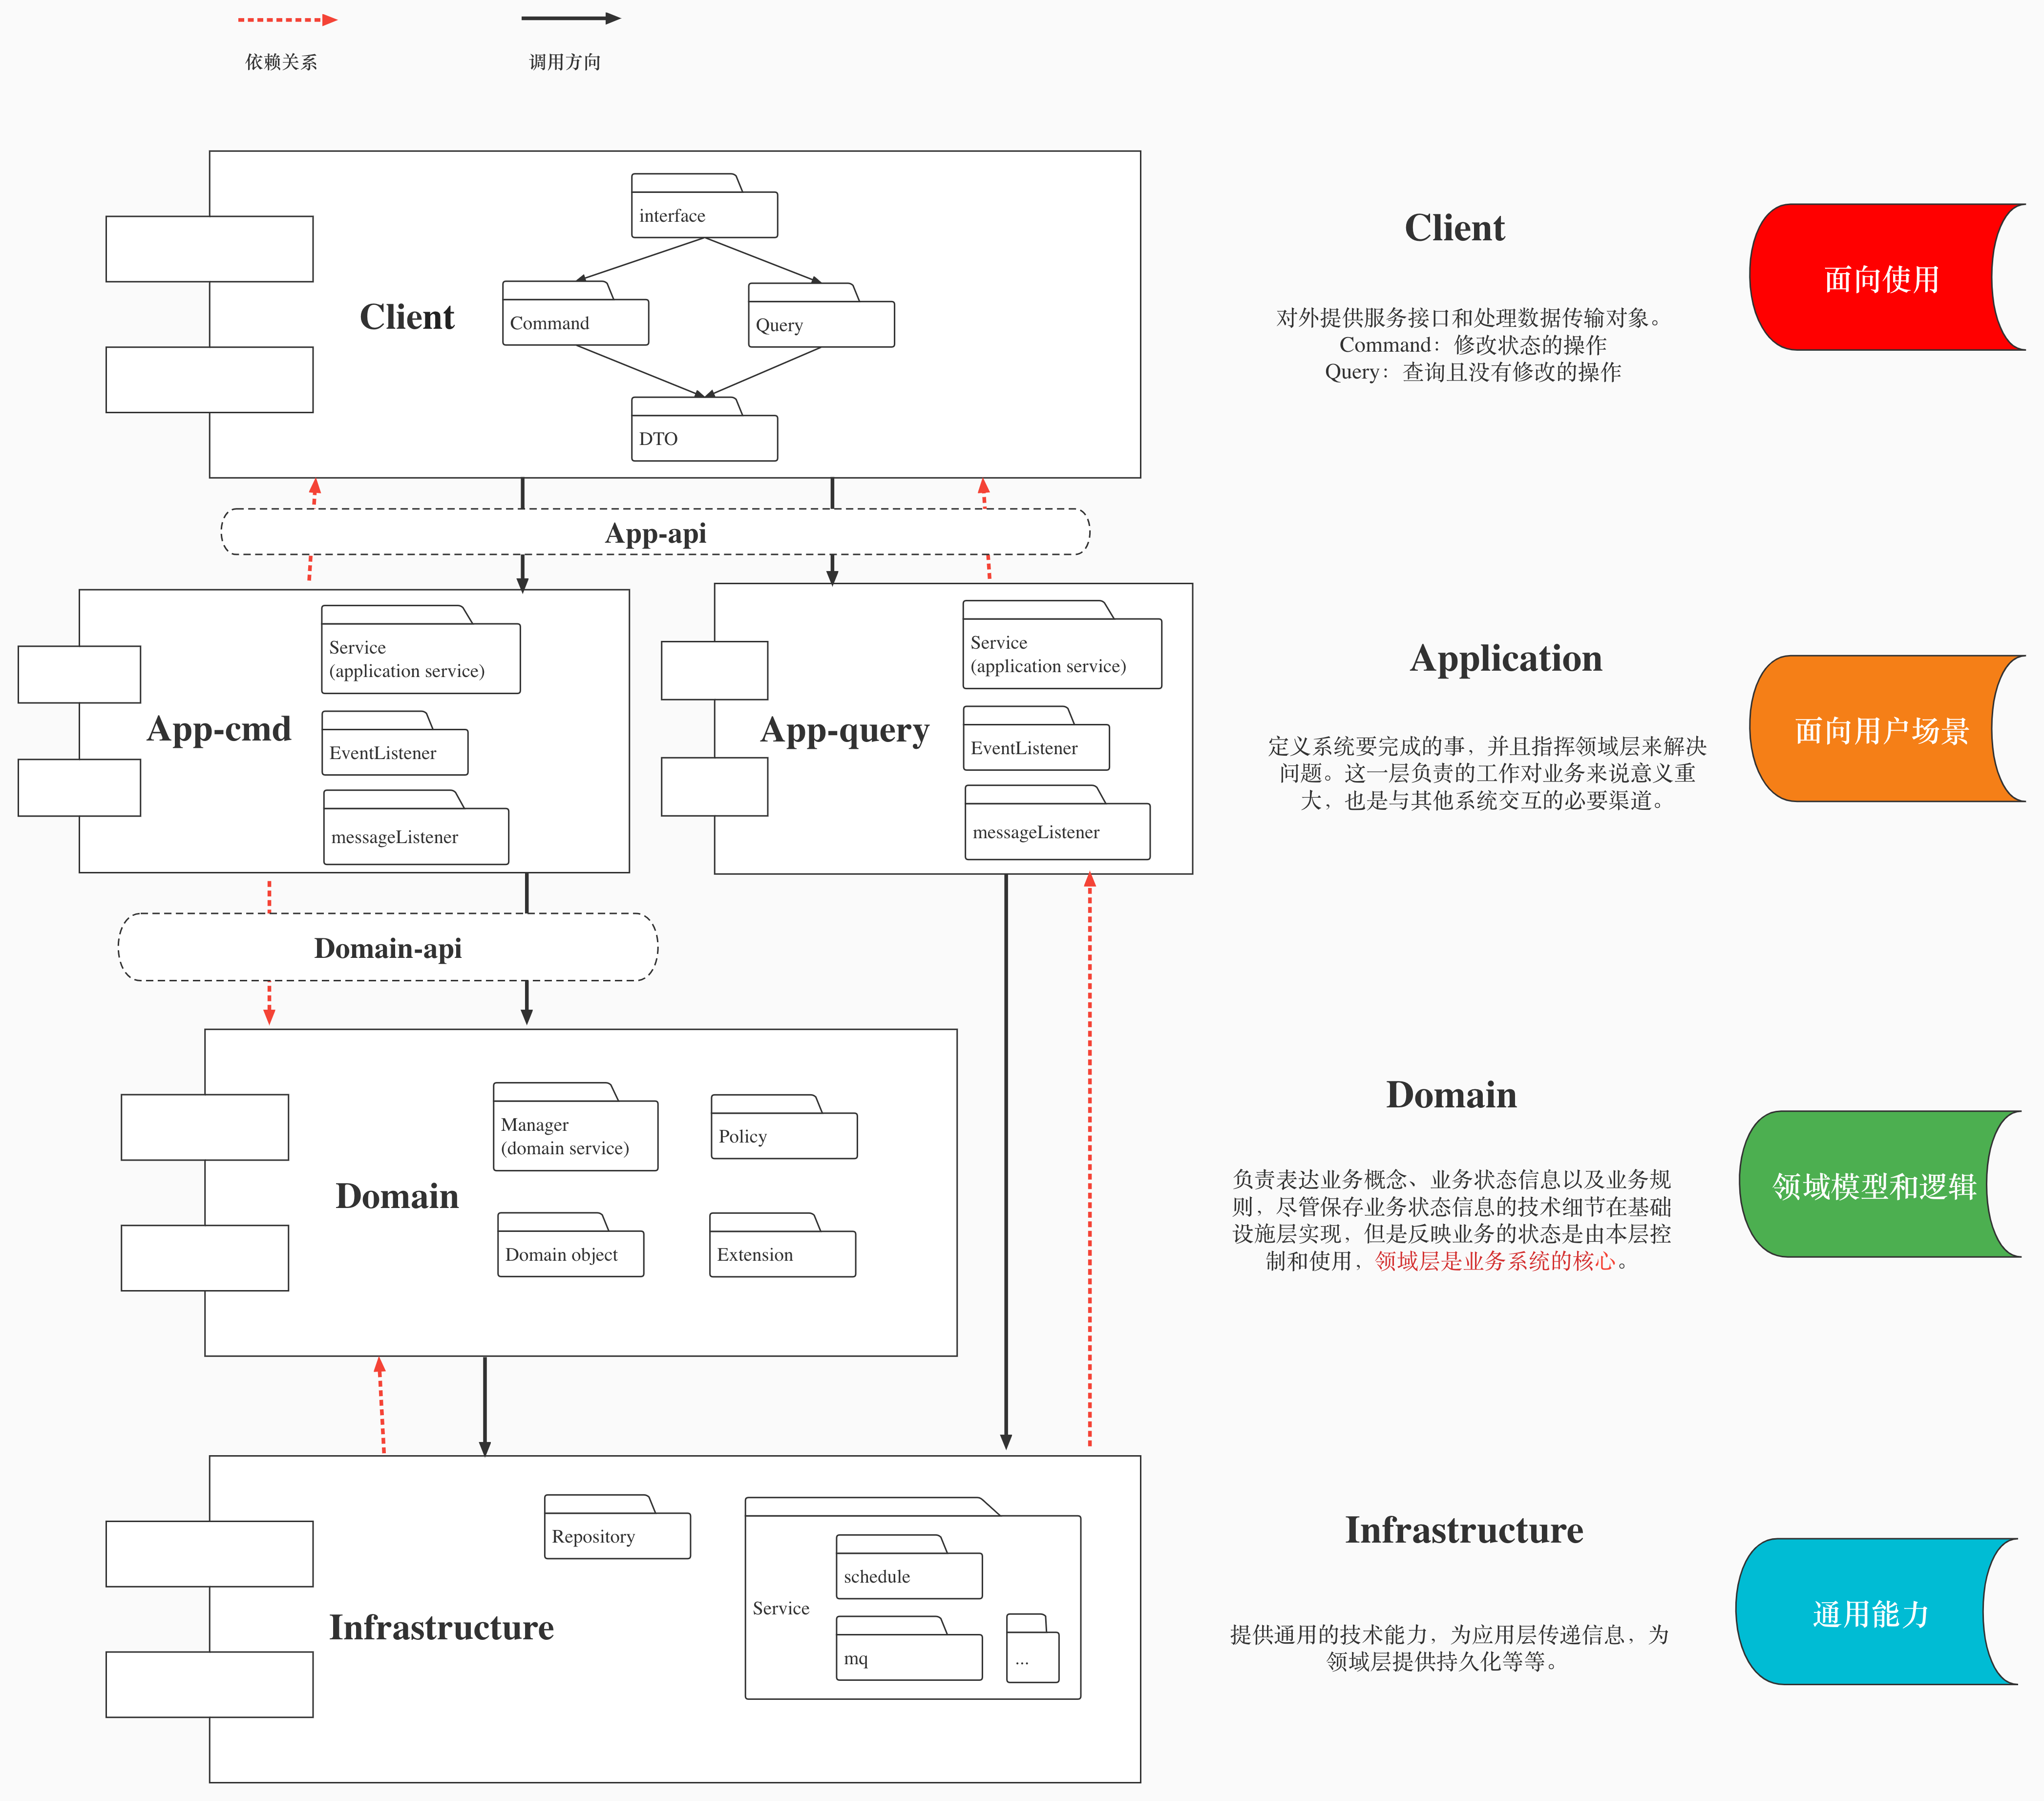 依赖关系
调用方向
interface
Client
Command
Query
DTO
Client
对外提供服务接口和处理数据传输对象。
Command：修改状态的操作
Query：查询且没有修改的操作
面向使用
App-api
App-cmd
Service
(application service)
EventListener
messageListener
App-query
Service
(application service)
EventListener
messageListener
Application
定义系统要完成的事，并且指挥领域层来解决
问题。这一层负责的工作对业务来说意义重
大，也是与其他系统交互的必要渠道。
面向用户场景
Domain-api
Domain
Manager
(domain service)
Policy
Domain object
Extension
Domain
负责表达业务概念、业务状态信息以及业务规
则，尽管保存业务状态信息的技术细节在基础
设施层实现，但是反映业务的状态是由本层控
制和使用，领域层是业务系统的核心。
领域模型和逻辑
Infrastructure
Repository
Service
schedule
mq
...
Infrastructure
提供通用的技术能力，为应用层传递信息，为
领域层提供持久化等等。
通用能力